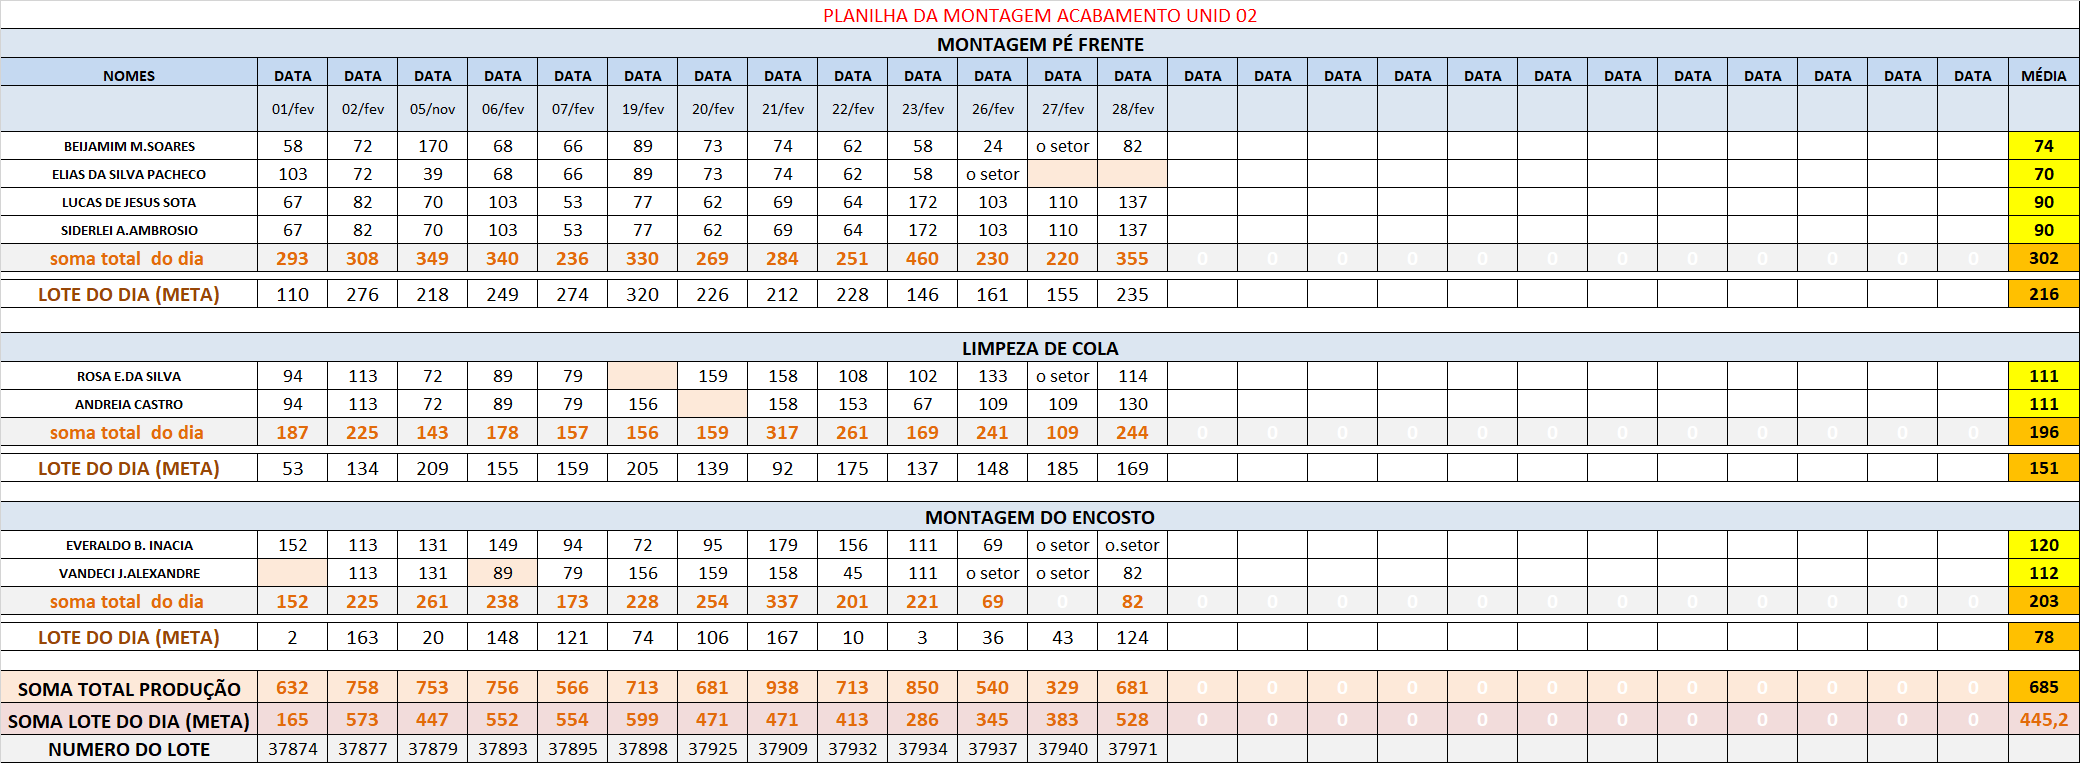 PLANILHA DA MONTAGEM ACABAMENTO UNID 02
MONTAGEM PÉ FRENTE
NOMES DATA DATA DATA DATA DATA DATA DATA DATA DATA DATA DATA DATA DATA DATA DATA DATA DATA DATA DATA DATA DATA DATA DATA DATA DATA MÉDIA
01/fev 02/fev 05/nov 06/fev 07/fev 19/fev 20/fev 21/fev 22/fev 23/fev 26/fev 27/fev 28/fev
BEIJAMIM M.SOARES 58 72 170 68 66 89 73 74 62 58 24 o setor 82 74
ELIAS DA SILVA PACHECO 103 72 39 68 66 89 73 74 62 58 o setor 70
LUCAS DE JESUS SOTA 67 82 70 103 53 77 62 69 64 172 103 110 137 90
SIDERLEI A.AMBROSIO 67 82 70 103 53 77 62 69 64 172 103 110 137 90
soma total do dia 293 308 349 340 236 330 269 284 251 460 230 220 355 0 0 0 0 0 0 0 0 0 0 0 0 302
LOTE DO DIA (META) 110 276 218 249 274 320 226 212 228 146 161 155 235 216
LIMPEZA DE COLA
ROSA E.DA SILVA 94 113 72 89 79 159 158 108 102 133 o setor 114 111
ANDREIA CASTRO 94 113 72 89 79 156 158 153 67 109 109 130 111
soma total do dia 187 225 143 178 157 156 159 317 261 169 241 109 244 0 0 0 0 0 0 0 0 0 0 0 0 196
LOTE DO DIA (META) 53 134 209 155 159 205 139 92 175 137 148 185 169 151
MONTAGEM DO ENCOSTO
EVERALDO B. INACIA 152 113 131 149 94 72 95 179 156 111 69 o setor o.setor 120
VANDECI J.ALEXANDRE 113 131 89 79 156 159 158 45 111 o setor o setor 82 112
soma total do dia 152 225 261 238 173 228 254 337 201 221 69 0 82 0 0 0 0 0 0 0 0 0 0 0 0 203
LOTE DO DIA (META) 2 163 20 148 121 74 106 167 10 3 36 43 124 78
SOMA TOTAL PRODUÇÃO 632 758 753 756 566 713 681 938 713 850 540 329 681 0 0 0 0 0 0 0 0 0 0 0 0 685
SOMA LOTE DO DIA (META) 165 573 447 552 554 599 471 471 413 286 345 383 528 0 0 0 0 0 0 0 0 0 0 0 0 445,2
NUMERO DO LOTE 37874 37877 37879 37893 37895 37898 37925 37909 37932 37934 37937 37940 37971